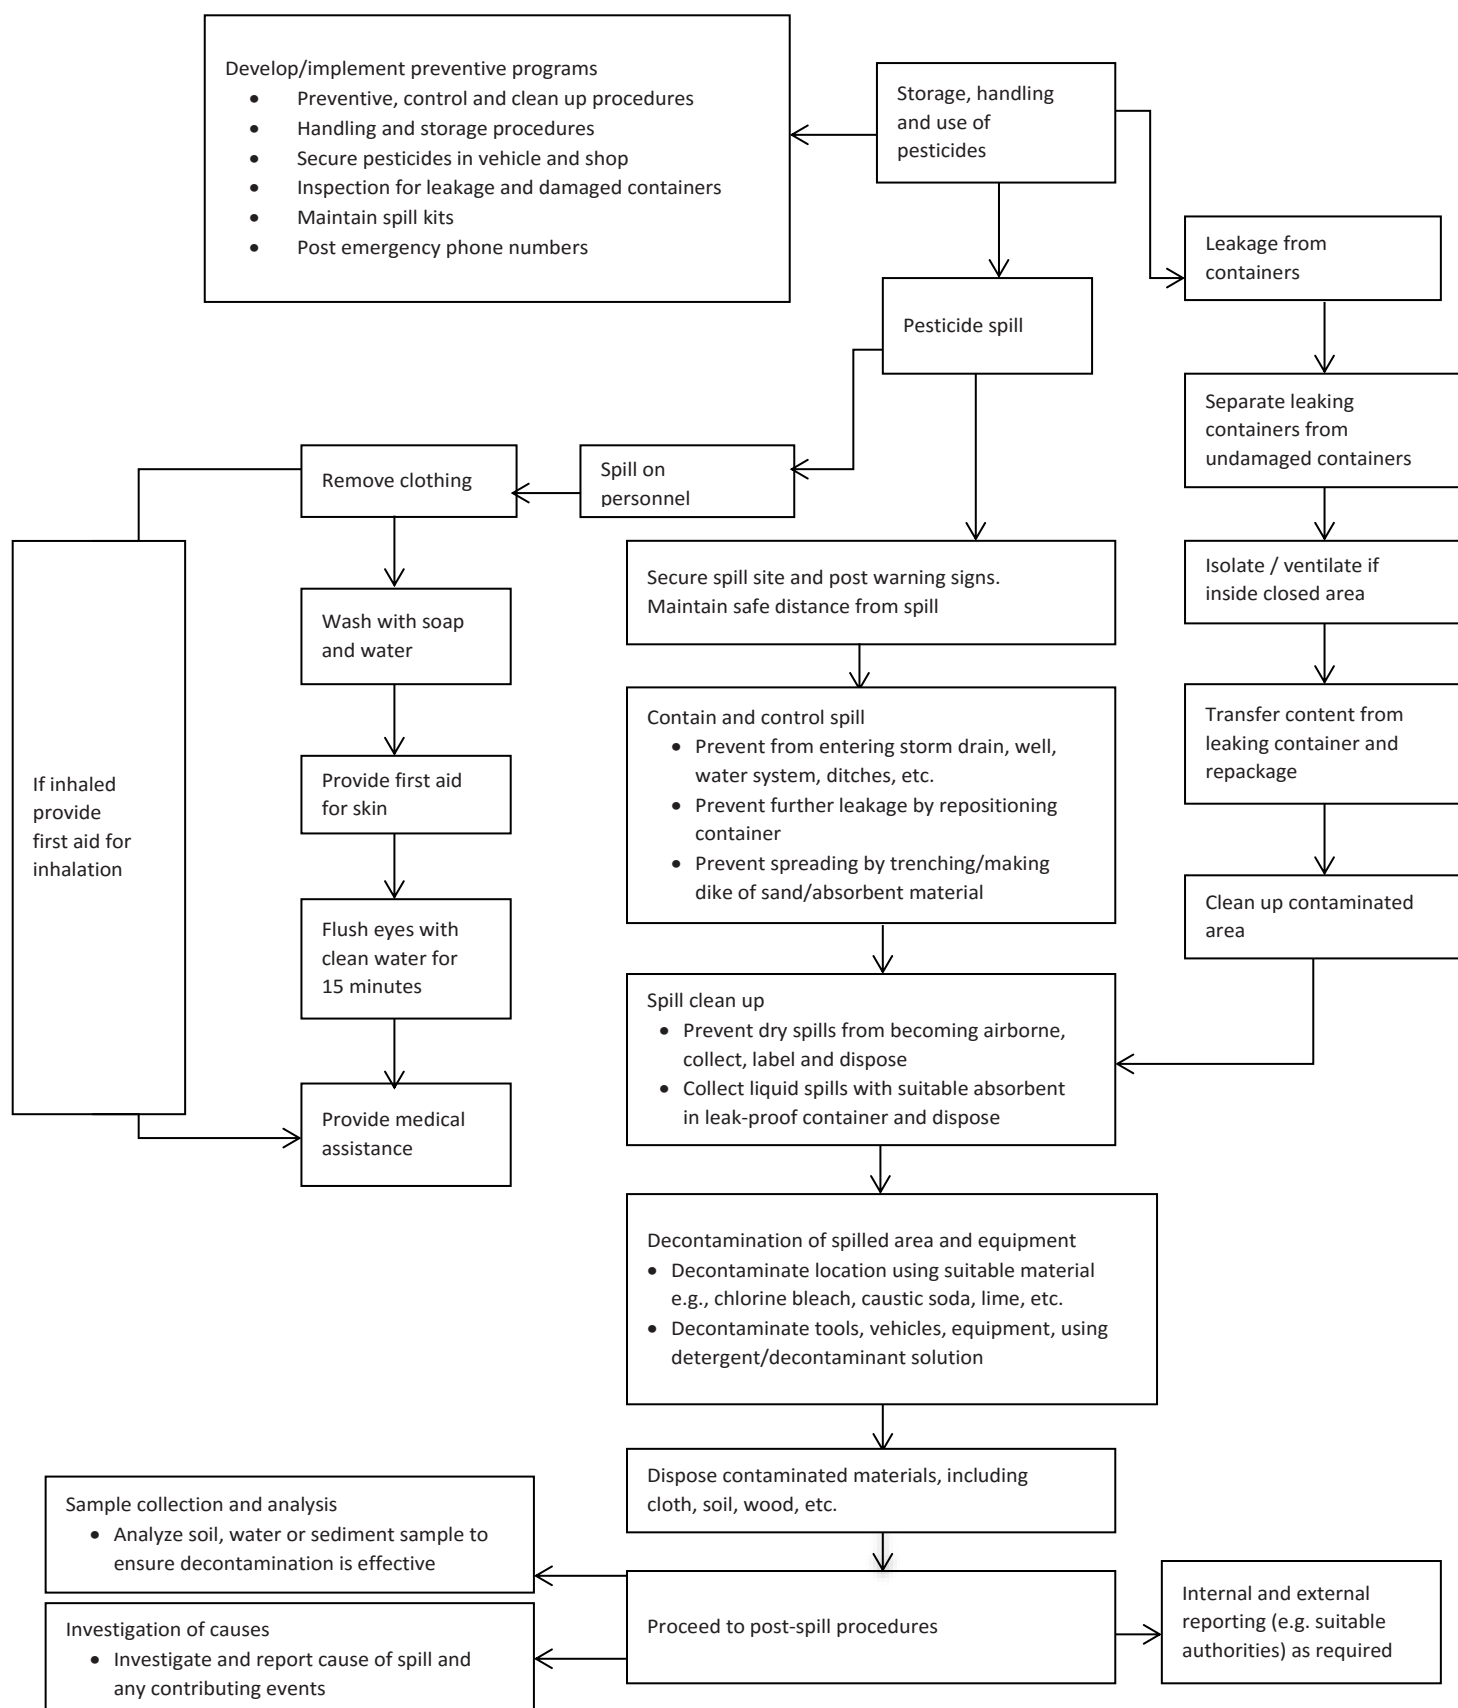 Develop/implement preventive programs
• Preventive, control and clean up procedures
• Handling and storage procedures
• Secure pesticides in vehicle and shop
• Inspection for leakage and damaged containers
• Maintain spill kits
• Post emergency phone numbers
Storage, handling
and use of
pesticides
Leakage from
containers
Pesticide spill
Separate leaking
containers from
undamaged containers
Spill on
personnel
Remove clothing
Secure spill site and post warning signs.
Maintain safe distance from spill
Isolate / ventilate if
inside closed area
Wash with soap
and water
Contain and control spill
• Prevent from entering storm drain, well,
water system, ditches, etc.
• Prevent further leakage by repositioning
container
• Prevent spreading by trenching/making
dike of sand/absorbent material
Transfer content from
leaking container and
repackage
If inhaled
provide
first aid for
inhalation
Provide first aid
for skin
Clean up contaminated
area
Flush eyes with
clean water for
15 minutes
Spill clean up
• Prevent dry spills from becoming airborne,
collect, label and dispose
• Collect liquid spills with suitable absorbent
in leak-proof container and dispose
Provide medical
assistance
Decontamination of spilled area and equipment
• Decontaminate location using suitable material
e.g., chlorine bleach, caustic soda, lime, etc.
• Decontaminate tools, vehicles, equipment, using
detergent/decontaminant solution
Dispose contaminated materials, including
cloth, soil, wood, etc.
Sample collection and analysis
• Analyze soil, water or sediment sample to
ensure decontamination is effective
Proceed to post-spill procedures
Internal and external
reporting (e.g. suitable
authorities) as required
Investigation of causes
• Investigate and report cause of spill and
any contributing events